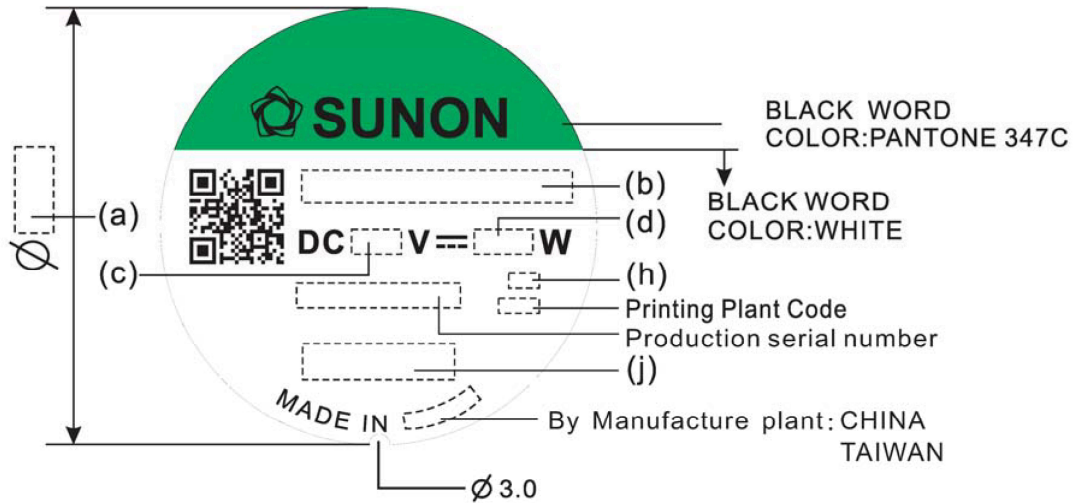 SUNON
BLACK WORD
COLOR:PANTONE 347C
(a)
(b)
BLACK WORD
COLOR:WHITE
(d)
DC V W
(c)
(h)
Printing Plant Code
Production serial number
(j)
MADE IN
By Manufacture plant: CHINA
TAIWAN
Ø
Ø 3.0